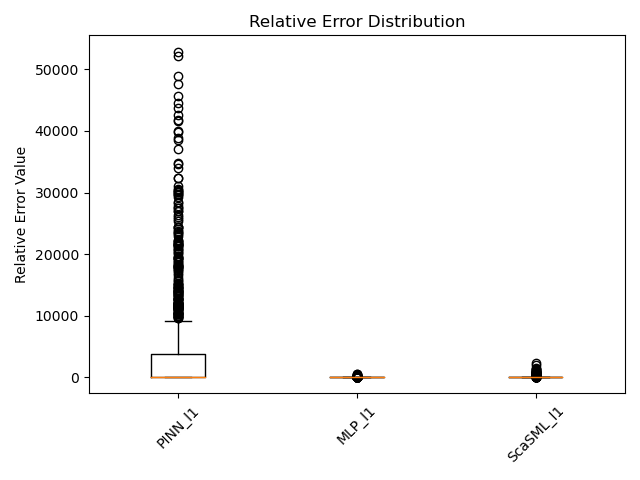 Relative Error Distribution
Relative Error Value
50000
40000
30000
20000
10000
0
PINN_l1
MLP_l1
ScaSML_l1